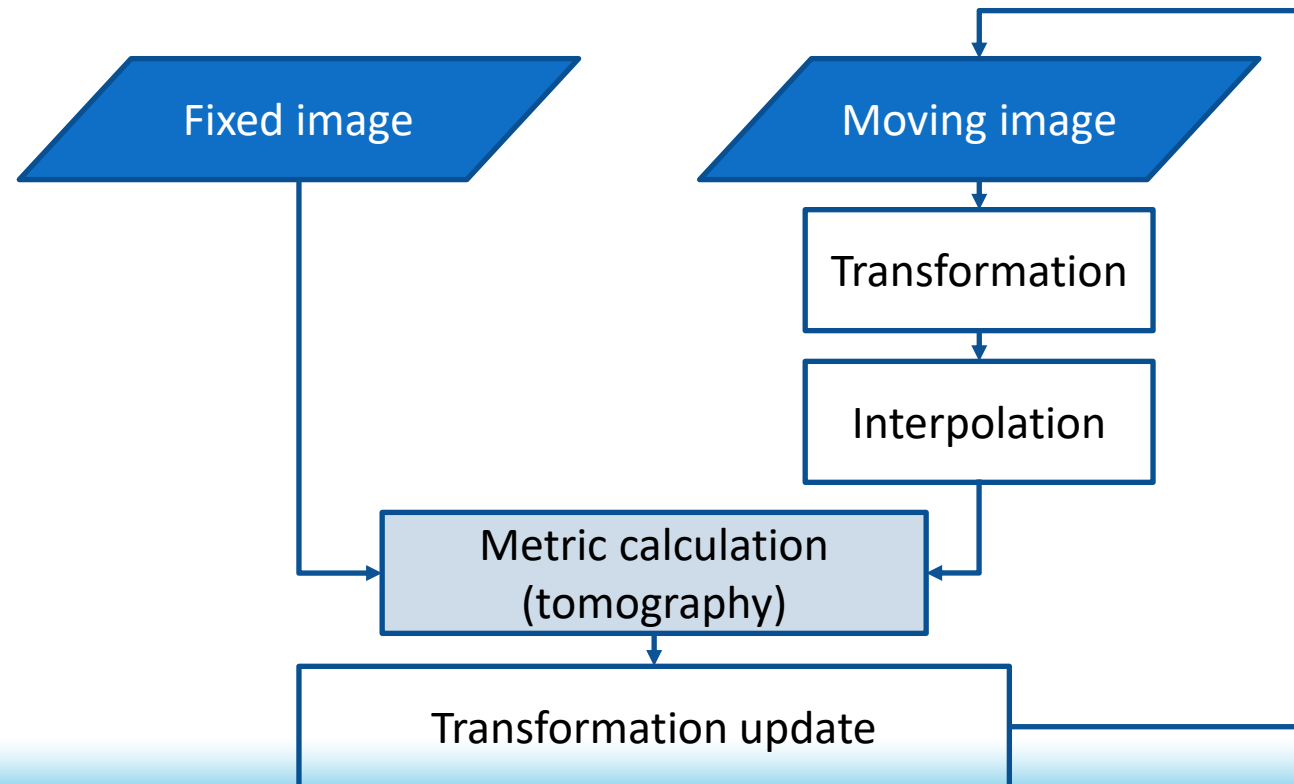 Fixed image
Moving image
Transformation
Interpolation
Metric calculation
(tomography)
Transformation update